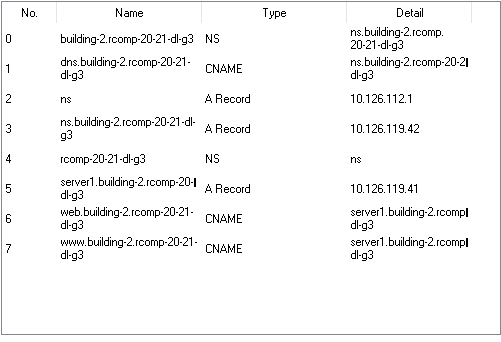 No. Name Type Detail
0 building-2.rcomp-20-21-dl-g3 NS ns.building-2.rcomp.
20-21-dl-g3
1 dns.building-2.rcomp-20-21- CNAME ns.building-2.rcomp-20-2
dl-g3 dl-g3
2 ns A Record 10.126.112.1
3 ns.building-2.rcomp-20-21-dl- A Record 10.126.119.42
g3
4 rcomp-20-21-dl-g3 NS ns
5 server1.building-2.rcomp-20- A Record 10.126.119.41
dl-g3
6 web.building-2.rcomp-20-21- CNAME server1.building-2.rcomp
dl-g3 dl-g3
7 www.building-2.rcomp-20-21- CNAME server1.building-2.rcomp
dl-g3 dl-g3